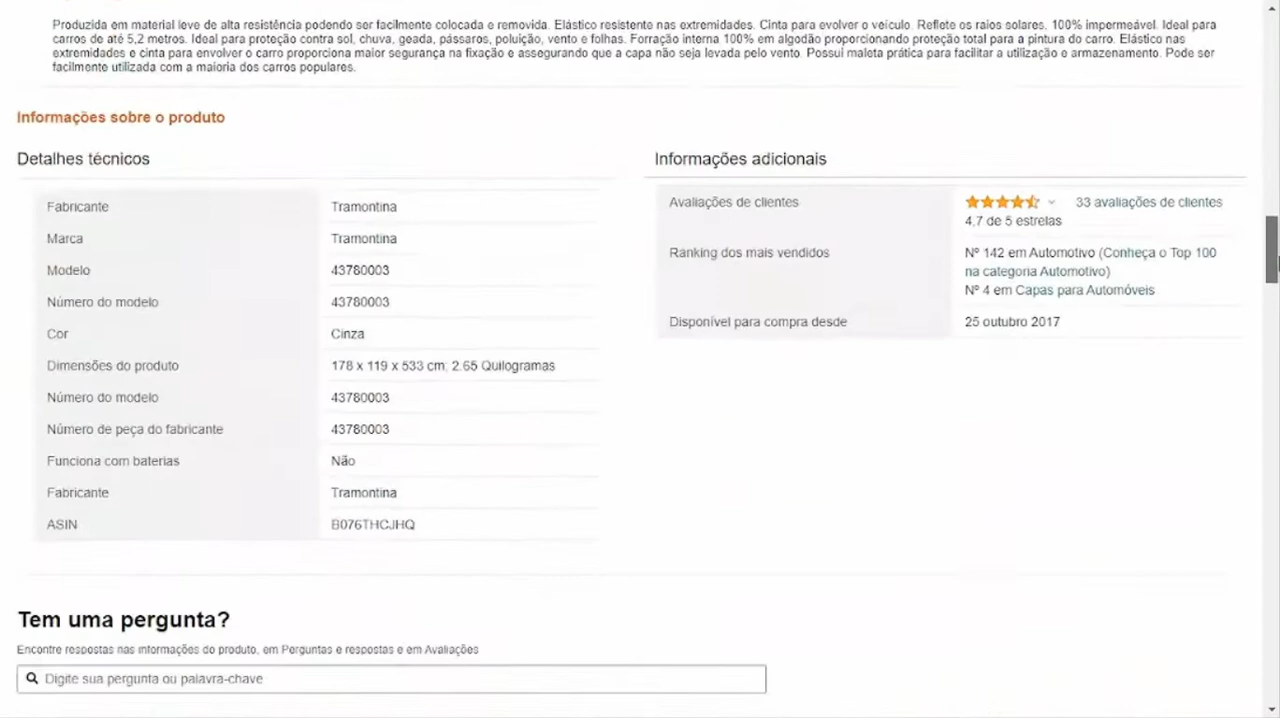 Produzida em material leve de alta resistência podendo ser facilmente colocada e removida. Elástico resistente nas extremidades. Cinta para evolver o veículo. Reflete os raios solares. 100% impermeável. Ideal para
carros de até 5,2 metros. Ideal para proteção contra sol, chuva, geada, pássaros, poluição, vento e folhas. Forração interna 100% em algodão proporcionando proteção total para a pintura do carro. Elástico nas
extremidades e cinta para envolver o carro proporciona maior segurança na fixação e assegurando que a capa não seja levada pelo vento. Possui maleta prática para facilitar a utilização e armazenamento. Pode ser
facilmente utilizada com a maioria dos carros populares.
Informações sobre o produto
Detalhes técnicos
Fabricante Tramontina
Marca Tramontina
Modelo 43780003
Número do modelo 43780003
Cor Cinza
Dimensões do produto 178 x 119 x 533 cm; 2.65 Quilogramas
Número do modelo 43780003
Número de peça do fabricante 43780003
Funciona com baterias Não
Fabricante Tramontina
ASIN B076THCJHQ
Informações adicionais
Avaliações de clientes 33 avaliações de clientes
4,7 de 5 estrelas
Ranking dos mais vendidos Nº 142 em Automotivo (Conheça o Top 100
na categoria Automotivo)
Nº 4 em Capas para Automóveis
Disponível para compra desde 25 outubro 2017
Tem uma pergunta?
Encontre respostas nas informações do produto, em Perguntas e respostas e em Avaliações
Digite sua pergunta ou palavra-chave